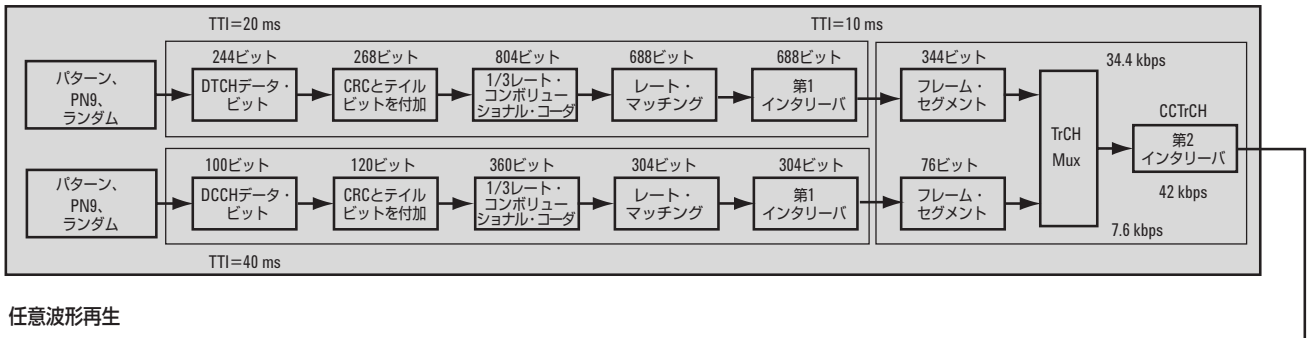 TTI=20 ms
TTI=10 ms
244ビット
268ビット
804ビット
688ビット
688ビット
344ビット
34.4 kbps
パターン、
PN9、
ランダム
DTCHデータ・
ビット
CRCとテイル
ビットを付加
1/3レート・
コンボリュー
ショナル・コーダ
レート・
マッチング
第1
インタリーバ
フレーム・
セグメント
TrCH
Mux
CCTrCH
第2
インタリーバ
42 kbps
100ビット
120ビット
360ビット
304ビット
304ビット
76ビット
パターン、
PN9、
ランダム
DCCHデータ・
ビット
CRCとテイル
ビットを付加
1/3レート・
コンボリュー
ショナル・コーダ
レート・
マッチング
第1
インタリーバ
フレーム・
セグメント
7.6 kbps
TTI=40 ms
任意波形再生